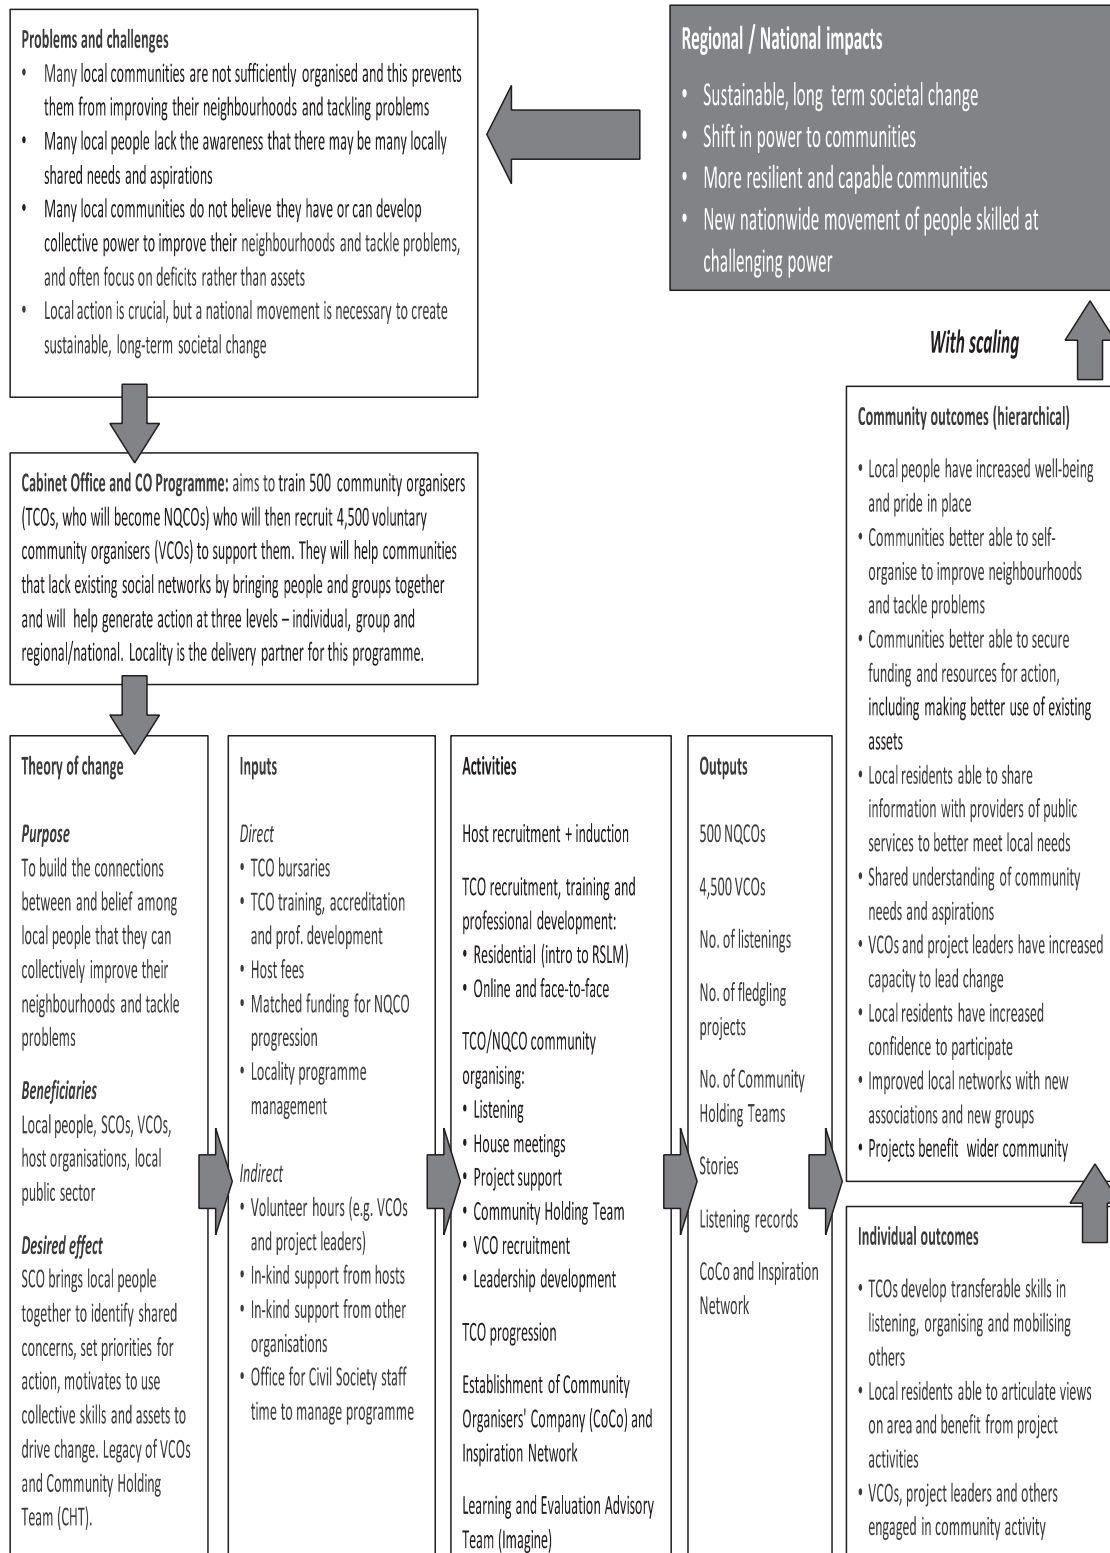 Problems and challenges
• Many local communities are not sufficiently organised and this prevents
them from improving their neighbourhoods and tackling problems
• Many local people lack the awareness that there may be many locally
shared needs and aspirations
• Many local communities do not believe they have or can develop
collective power to improve their neighbourhoods and tackle problems,
and often focus on deficits rather than assets
• Local action is crucial, but a national movement is necessary to create
sustainable, long-term societal change
Regional / National impacts
• Sustainable, long term societal change
• Shift in power to communities
• More resilient and capable communities
• New nationwide movement of people skilled at
challenging power
With scaling
Cabinet Office and CO Programme: aims to train 500 community organisers
(TCOs, who will become NQCOs) who will then recruit 4,500 voluntary
community organisers (VCOs) to support them. They will help communities
that lack existing social networks by bringing people and groups together
and will help generate action at three levels – individual, group and
regional/national. Locality is the delivery partner for this programme.
Theory of change
Purpose
To build the connections
between and belief among
local people that they can
collectively improve their
neighbourhoods and tackle
problems
Beneficiaries
Local people, SCOs, VCOs,
host organisations, local
public sector
Desired effect
SCO brings local people
together to identify shared
concerns, set priorities for
action, motivates to use
collective skills and assets to
drive change. Legacy of VCOs
and Community Holding
Team (CHT).
Inputs
Direct
• TCO bursaries
• TCO training, accreditation
and prof. development
• Host fees
• Matched funding for NQCO
progression
• Locality programme
management
Indirect
• Volunteer hours (e.g. VCOs
and project leaders)
• In-kind support from hosts
• In-kind support from other
organisations
• Office for Civil Society staff
time to manage programme
Activities
Host recruitment + induction
TCO recruitment, training and
professional development:
• Residential (intro to RSLM)
• Online and face-to-face
TCO/NQCO community
organising:
• Listening
• House meetings
• Project support
• Community Holding Team
• VCO recruitment
• Leadership development
TCO progression
Establishment of Community
Organisers' Company (CoCo) and
Inspiration Network
Learning and Evaluation Advisory
Team (Imagine)
Outputs
500 NQCOs
4,500 VCOs
No. of listenings
No. of fledgling
projects
No. of Community
Holding Teams
Stories
Listening records
CoCo and Inspiration
Network
Community outcomes (hierarchical)
• Local people have increased well-being
and pride in place
• Communities better able to self-
organise to improve neighbourhoods
and tackle problems
• Communities better able to secure
funding and resources for action,
including making better use of existing
assets
• Local residents able to share
information with providers of public
services to better meet local needs
• Shared understanding of community
needs and aspirations
• VCOs and project leaders have increased
capacity to lead change
• Local residents have increased
confidence to participate
• Improved local networks with new
associations and new groups
• Projects benefit wider community
Individual outcomes
• TCOs develop transferable skills in
listening, organising and mobilising
others
• Local residents able to articulate views
on area and benefit from project
activities
• VCOs, project leaders and others
engaged in community activity